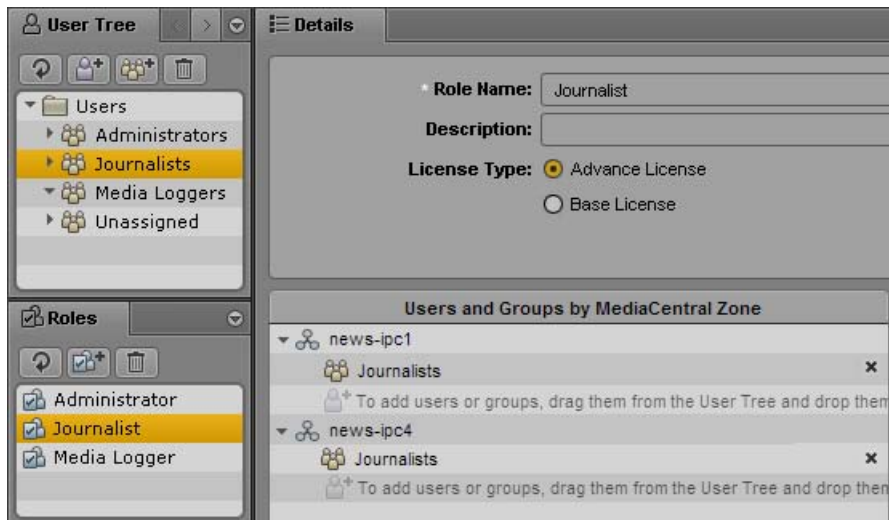 User Tree
Users
Administrators
Journalists
Media Loggers
Unassigned
Roles
Administrator
Journalist
Media Logger
Details
* Role Name: Journalist
Description:
License Type: Advance License
Base License
Users and Groups by MediaCentral Zone
news-ipc1
Journalists
To add users or groups, drag them from the User Tree and drop then
news-ipc4
Journalists
To add users or groups, drag them from the User Tree and drop then